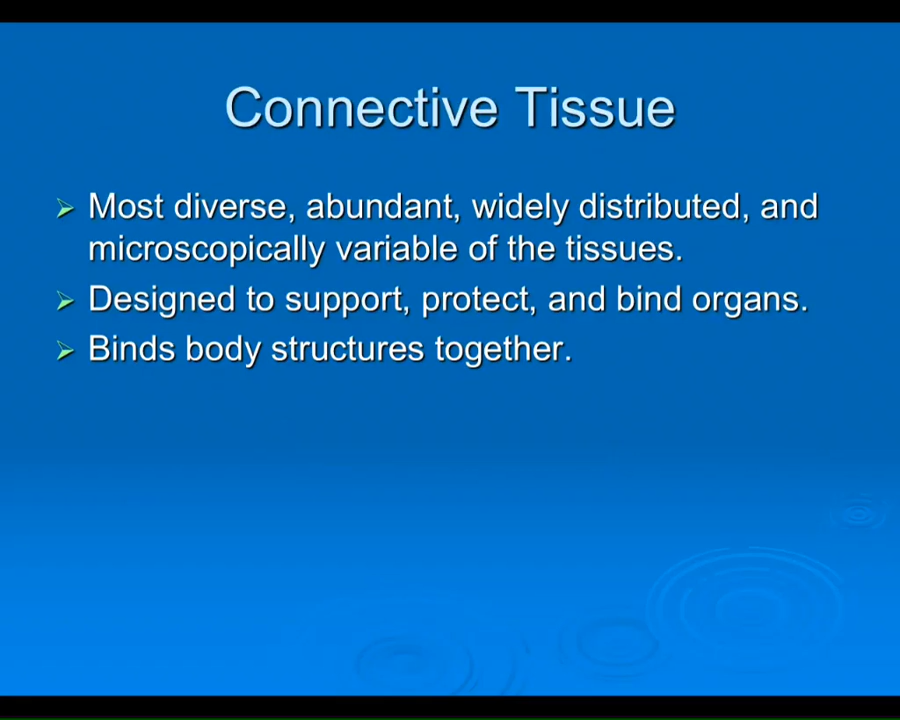 Connective Tissue
Most diverse, abundant, widely distributed, and
microscopically variable of the tissues.
Designed to support, protect, and bind organs.
Binds body structures together.